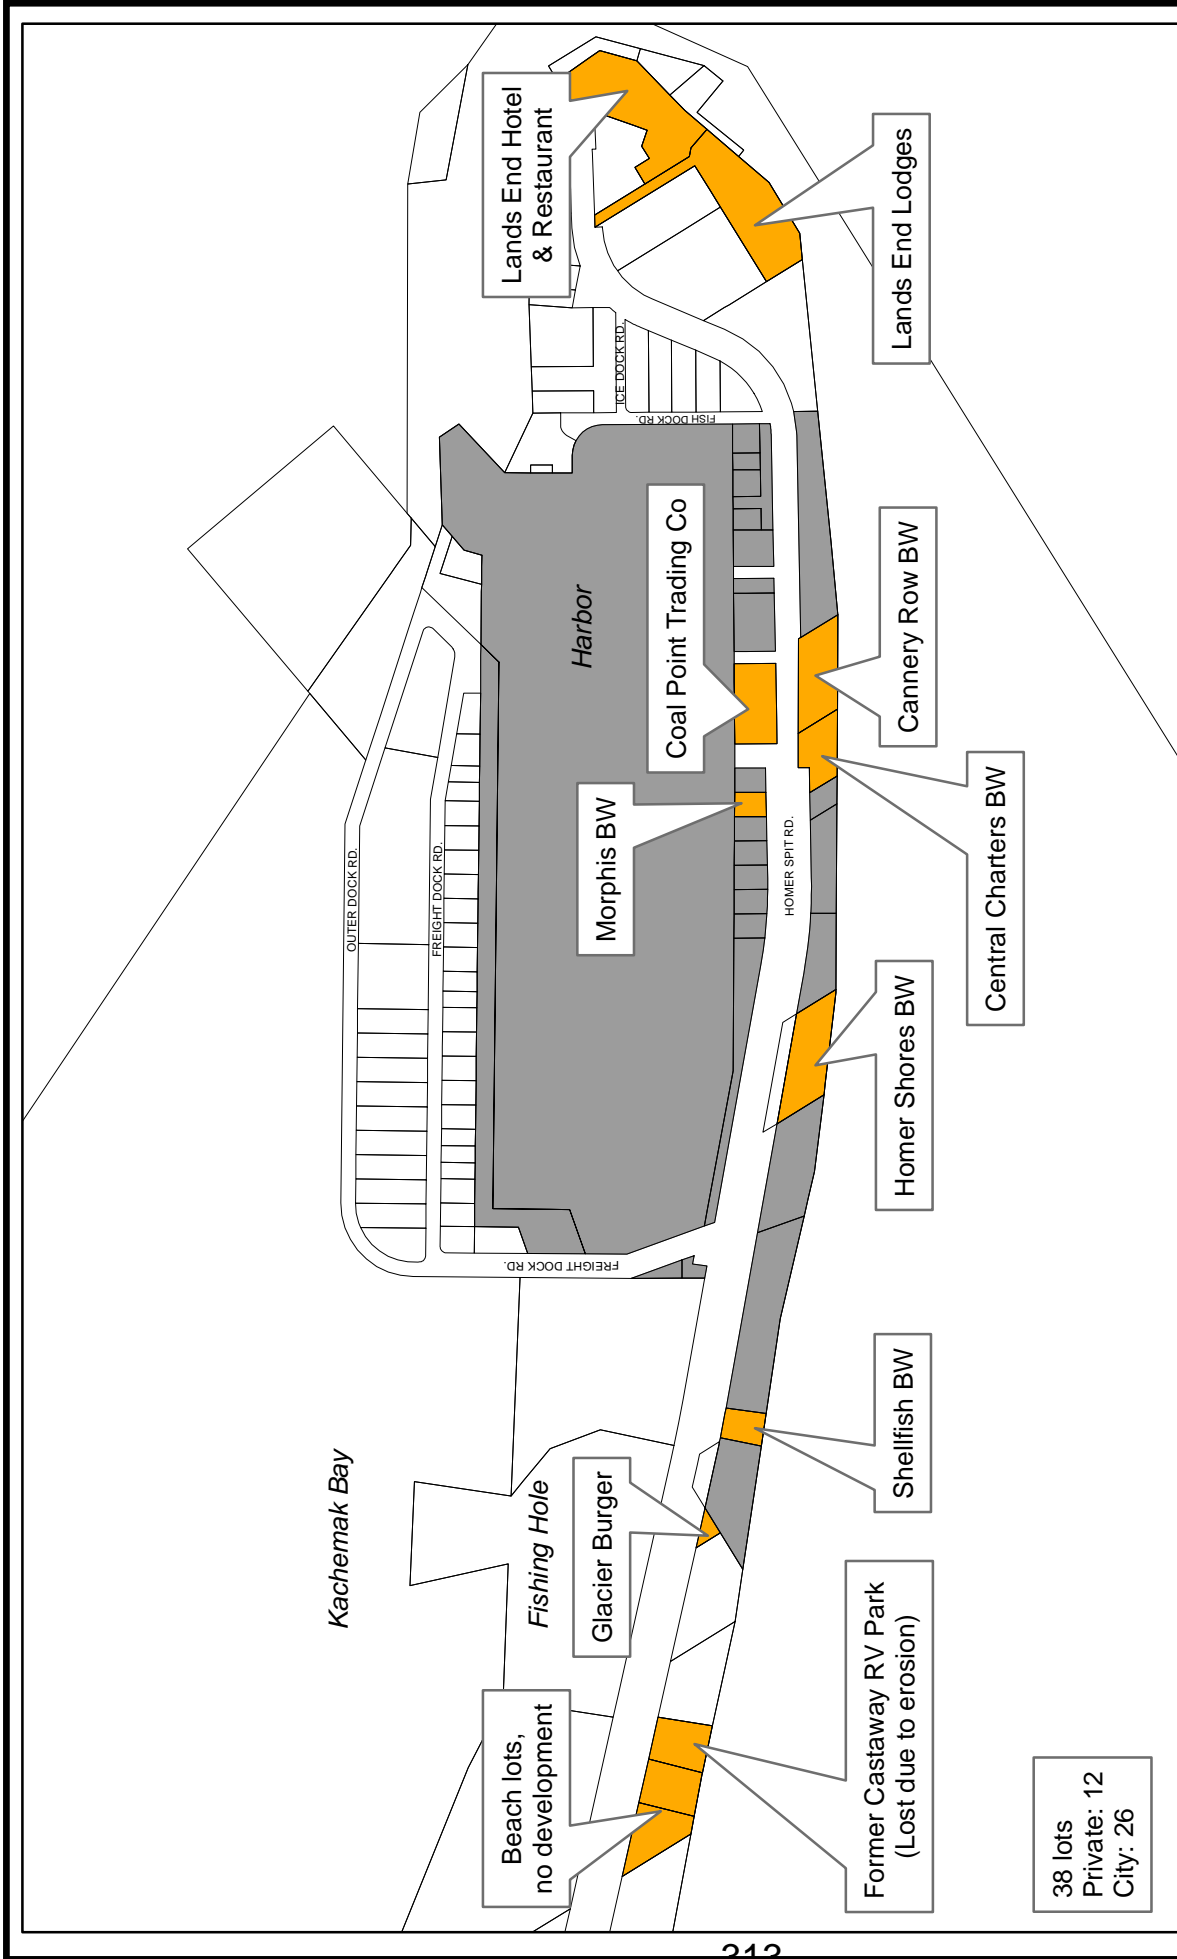 Kachemak Bay
Fishing Hole
Harbor
OUTER DOCK RD.
FREIGHT DOCK RD.
FREIGHT DOCK RD.
ICE DOCK RD.
FISH DOCK RD.
HOMER SPIT RD.
Beach lots,
no development
Glacier Burger
Morphis BW
Coal Point Trading Co
Lands End Hotel
& Restaurant
Former Castaway RV Park
(Lost due to erosion)
Shellfish BW
Homer Shores BW
Central Charters BW
Cannery Row BW
Lands End Lodges
38 lots
Private: 12
City: 26